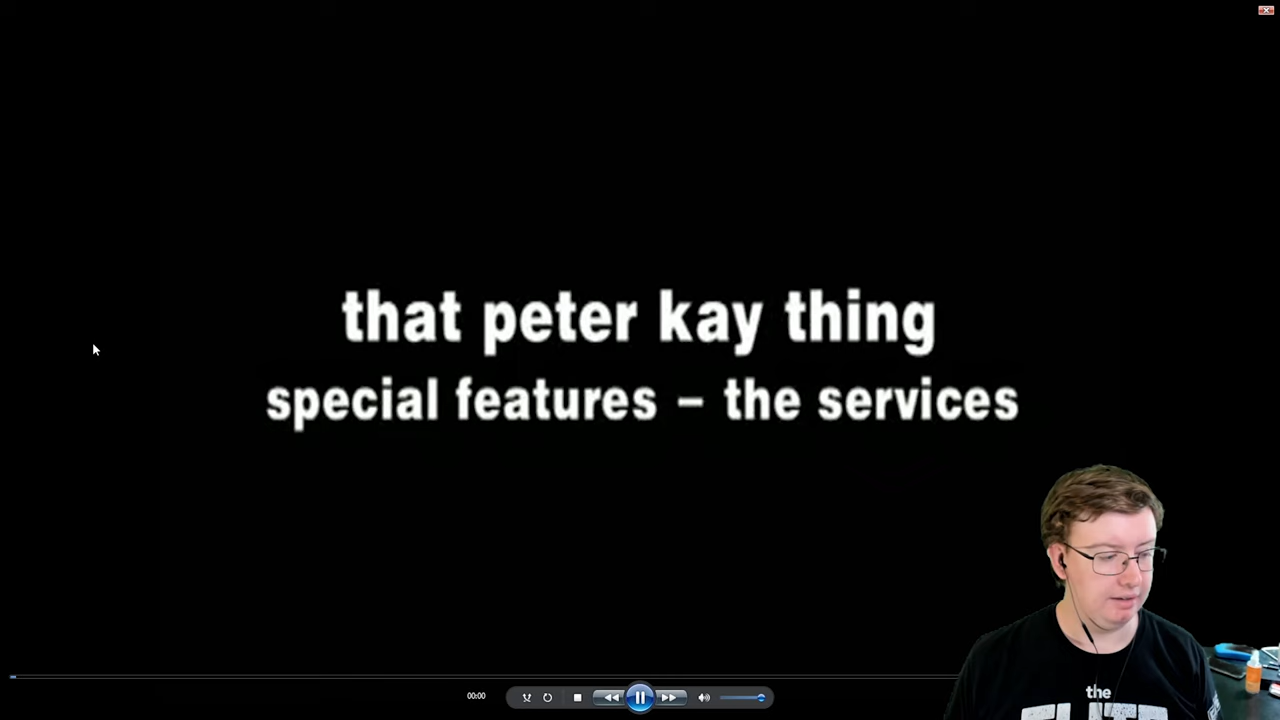 that peter kay thing
special features – the services
00:00
the